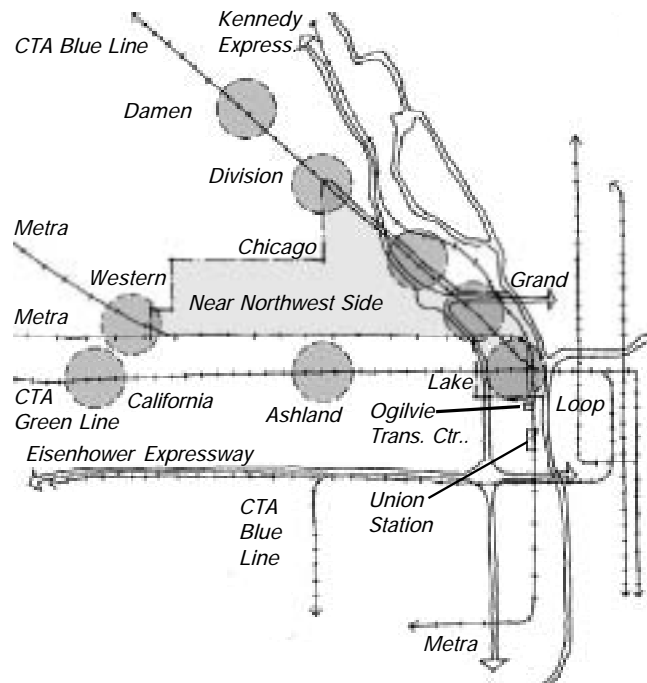 Kennedy
Express.
CTA Blue Line
Damen
Division
Metra
Chicago
Western
Grand
Near Northwest Side
Metra
Lake
CTA
Green Line
California
Ashland
Ogilvie
Trans. Ctr..
Loop
Eisenhower Expressway
Union
Station
CTA
Blue
Line
Metra